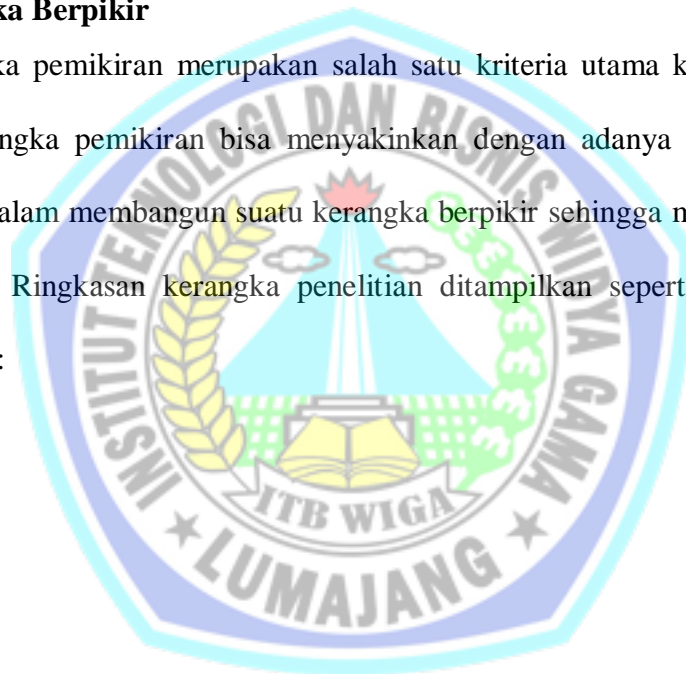 ka Berpikir
ka pemikiran merupakan salah satu kriteria utama k
ngka pemikiran bisa menyakinkan dengan adanya
alam membangun suatu kerangka berpikir sehingga m
Ringkasan kerangka penelitian ditampilkan sepert
:
INSTITUT TEKNOLOGI DAN BISNIS WIDYA GAMA
ITB WIGA
LUMAJANG